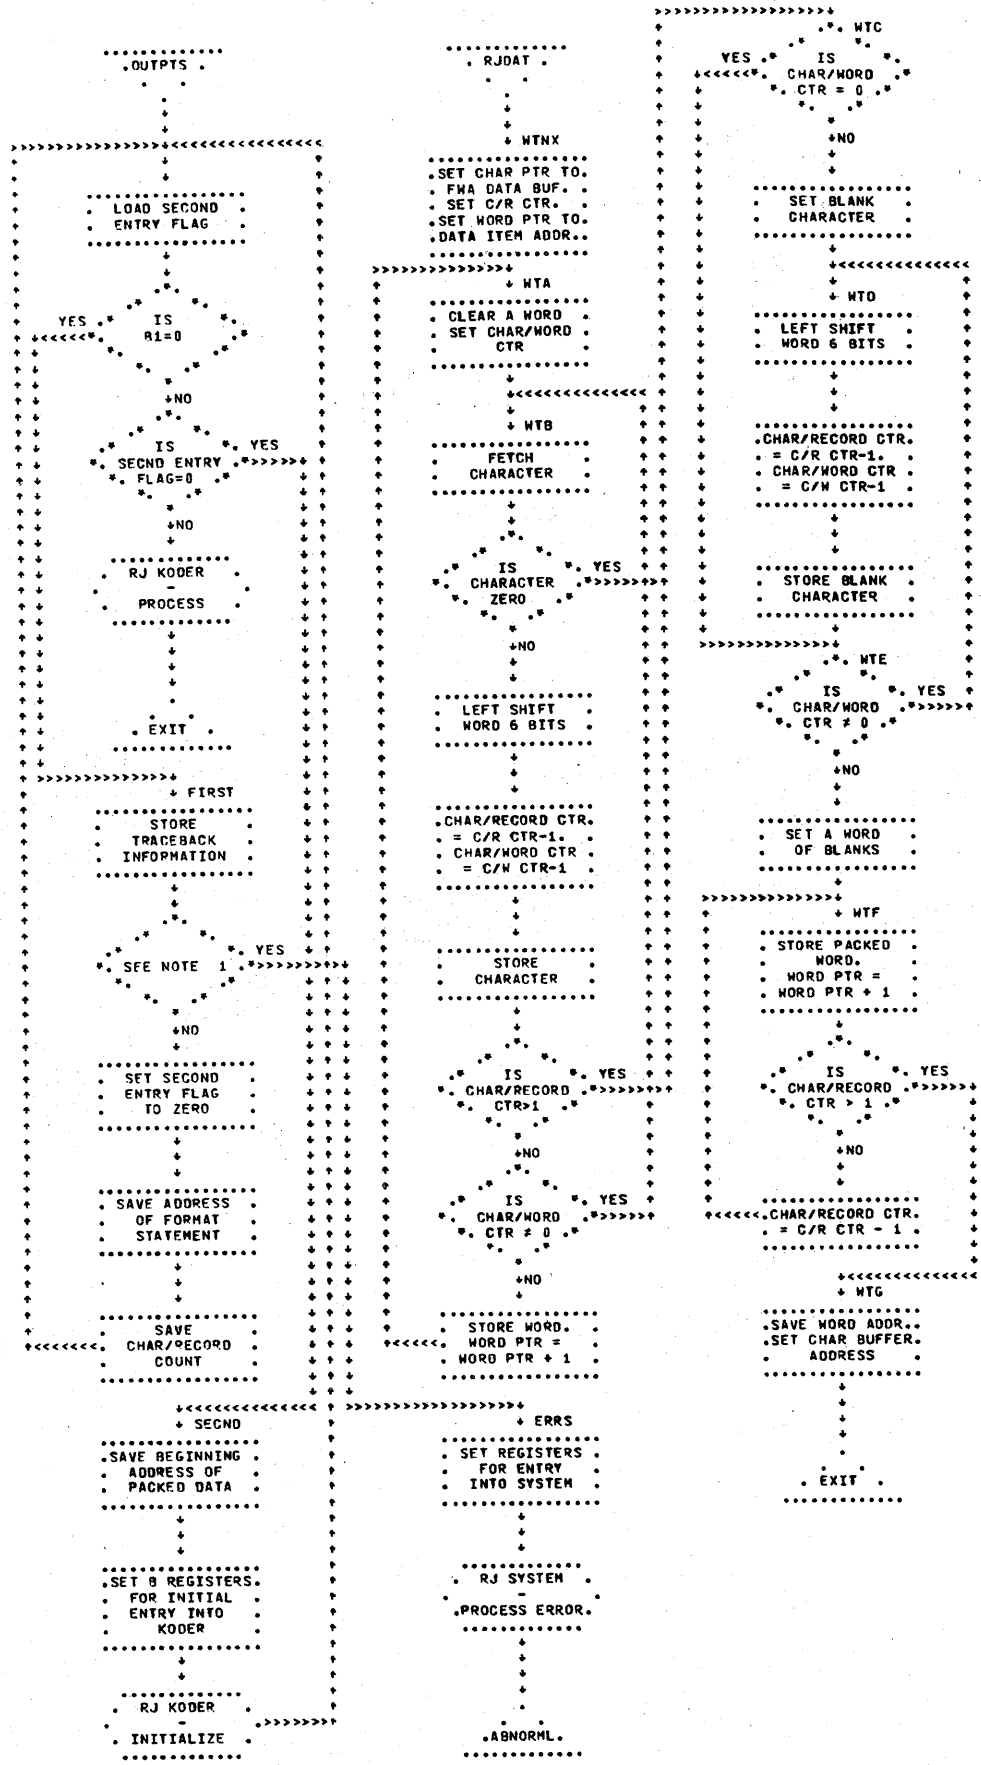 OUTPTS
LOAD SECOND
ENTRY FLAG
IS
B1=0
YES
NO
IS
SECND ENTRY
FLAG=0
YES
NO
RJ KODER
-
PROCESS
EXIT
FIRST
STORE
TRACEBACK
INFORMATION
SEE NOTE 1
YES
NO
SET SECOND
ENTRY FLAG
TO ZERO
SAVE ADDRESS
OF FORMAT
STATEMENT
SAVE
CHAR/RECORD
COUNT
SECND
SAVE BEGINNING
ADDRESS OF
PACKED DATA
SET B REGISTERS
FOR INITIAL
ENTRY INTO
KODER
RJ KODER
-
INITIALIZE
RJDAT
WTNX
SET CHAR PTR TO
FWA DATA BUF.
SET C/R CTR.
SET WORD PTR TO
DATA ITEM ADDR.
WTA
CLEAR A WORD
SET CHAR/WORD
CTR
WTB
FETCH
CHARACTER
IS
CHARACTER
ZERO
YES
NO
LEFT SHIFT
WORD 6 BITS
CHAR/RECORD CTR
= C/R CTR-1.
CHAR/WORD CTR
= C/W CTR-1
STORE
CHARACTER
IS
CHAR/RECORD
CTR>1
YES
NO
IS
CHAR/WORD
CTR ≠ 0
YES
NO
STORE WORD.
WORD PTR =
WORD PTR + 1
ERRS
SET REGISTERS
FOR ENTRY
INTO SYSTEM
RJ SYSTEM
-
PROCESS ERROR
ABNORML
WTC
IS
CHAR/WORD
CTR = 0
YES
NO
SET BLANK
CHARACTER
WTD
LEFT SHIFT
WORD 6 BITS
CHAR/RECORD CTR
= C/R CTR-1.
CHAR/WORD CTR
= C/W CTR-1
STORE BLANK
CHARACTER
WTE
IS
CHAR/WORD
CTR ≠ 0
YES
NO
SET A WORD
OF BLANKS
WTF
STORE PACKED
WORD.
WORD PTR =
WORD PTR + 1
IS
CHAR/RECORD
CTR > 1
YES
NO
CHAR/RECORD CTR
= C/R CTR - 1
WTG
SAVE WORD ADDR.
SET CHAR BUFFER
ADDRESS
EXIT